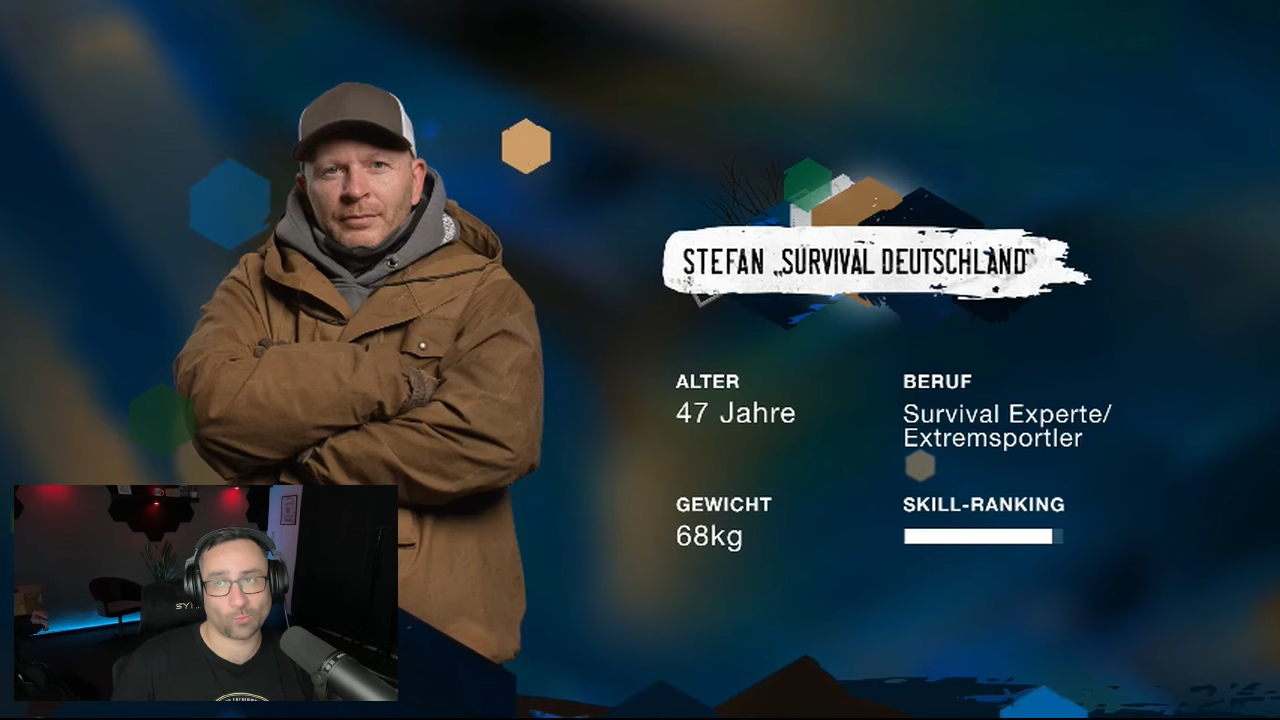 STEFAN „SURVIVAL DEUTSCHLAND“
ALTER
47 Jahre
BERUF
Survival Experte/
Extremsportler
GEWICHT
68kg
SKILL-RANKING